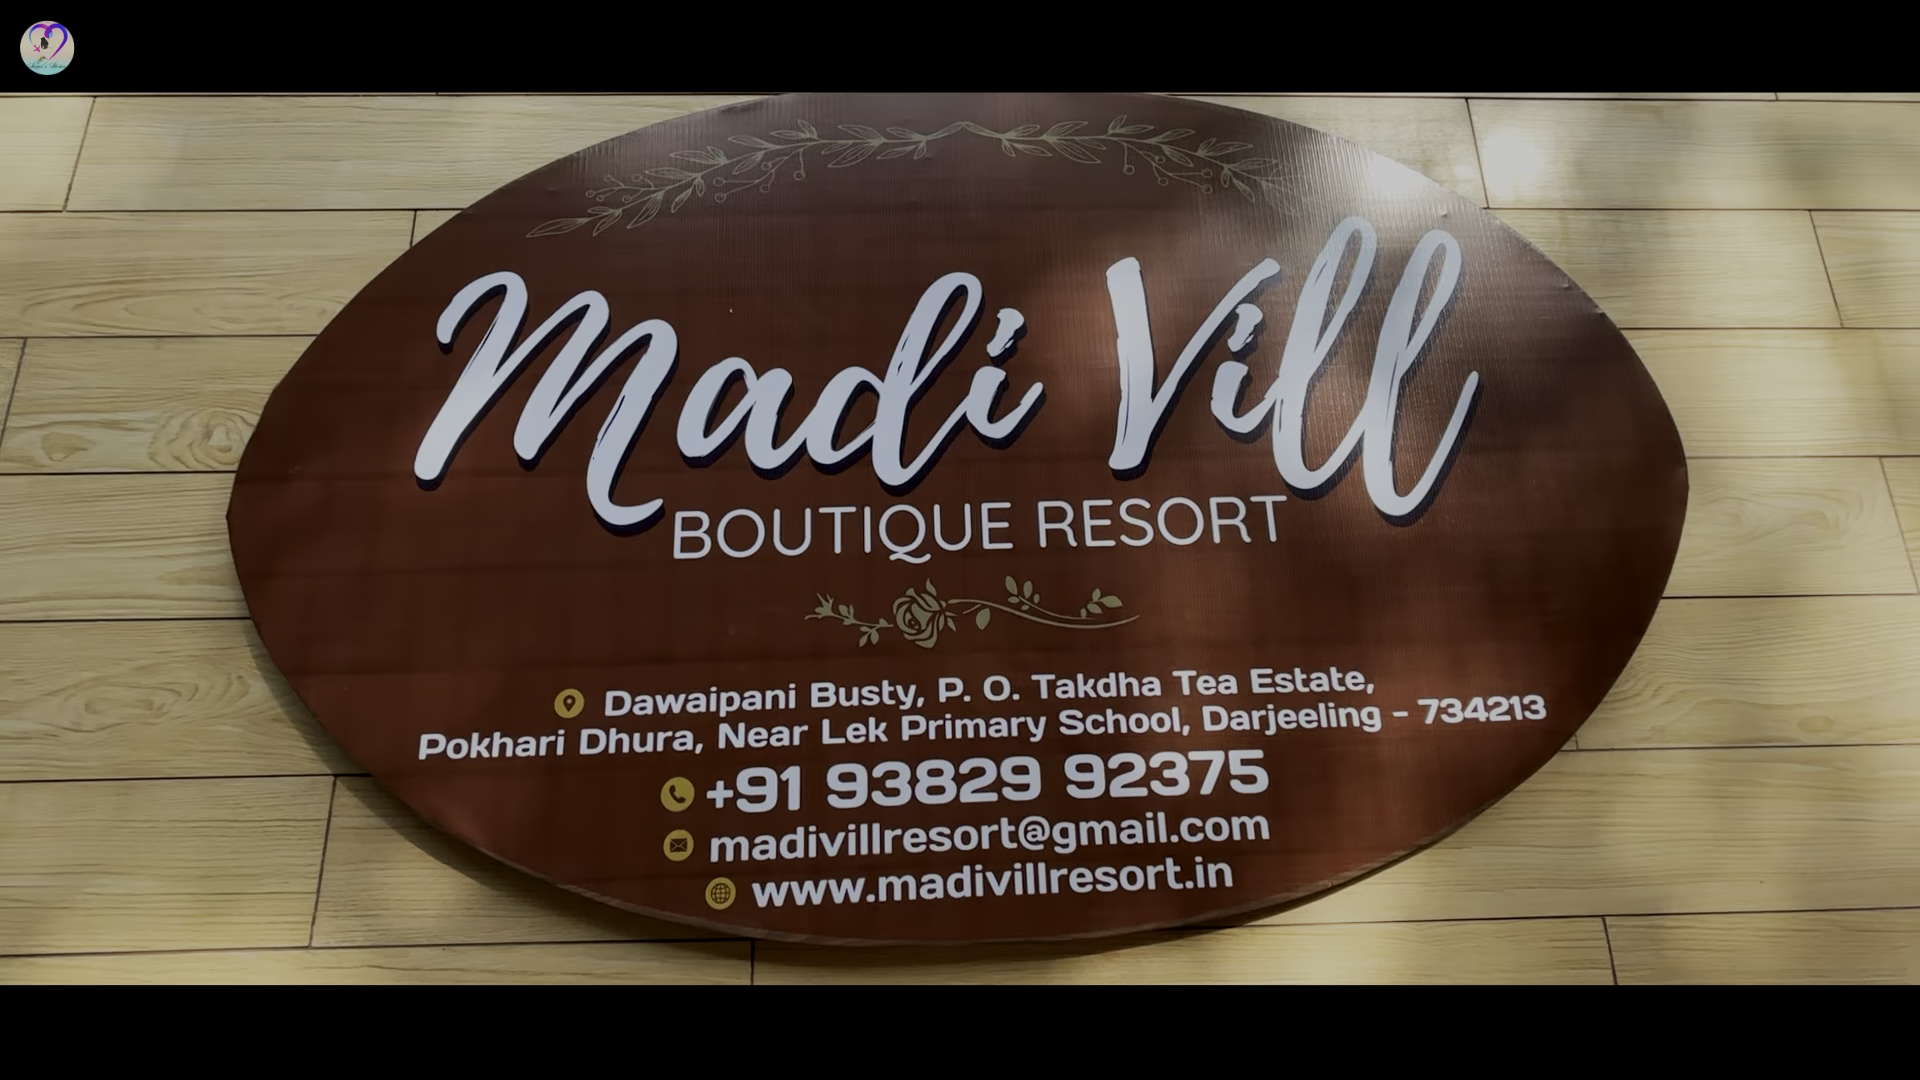 Madi Vill
BOUTIQUE RESORT
Dawaipani Busty, P. O. Takdha Tea Estate,
Pokhari Dhura, Near Lek Primary School, Darjeeling - 734213
+91 93829 92375
madivillresort@gmail.com
www.madivillresort.in